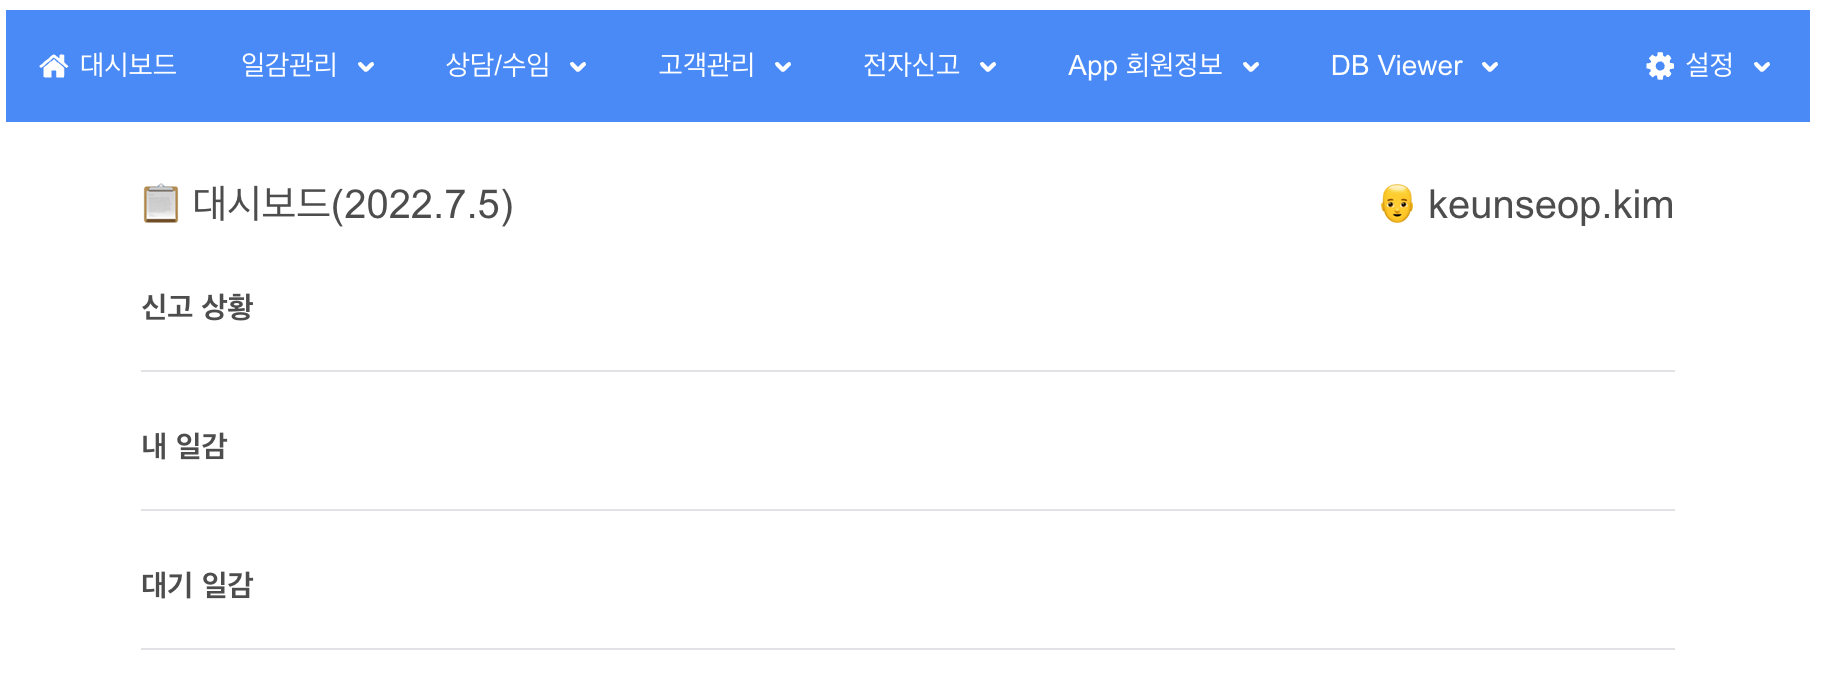 대시보드 일감관리 상담/수임 고객관리 전자신고 App 회원정보 DB Viewer 설정
대시보드(2022.7.5) keunseop.kim
신고 상황
내 일감
대기 일감